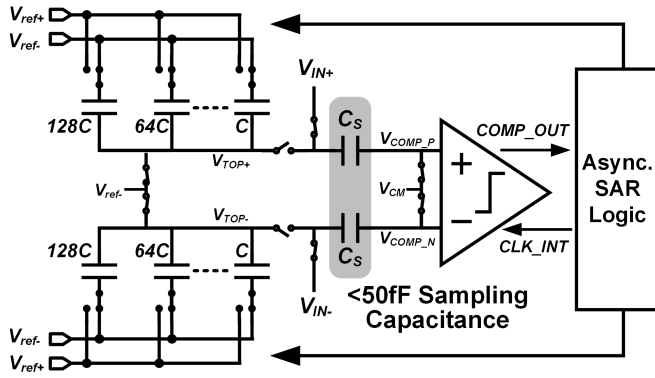 Vref+
Vref-
128C
64C
C
VIN+
CS
VTOP+
VCOMP_P
COMP_OUT
Async.
SAR
Logic
Vref-
VCM
VTOP-
VCOMP_N
CLK_INT
128C
64C
C
CS
VIN-
<50fF Sampling
Capacitance
Vref-
Vref+